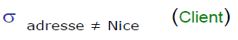 σ adresse ≠ Nice (Client)